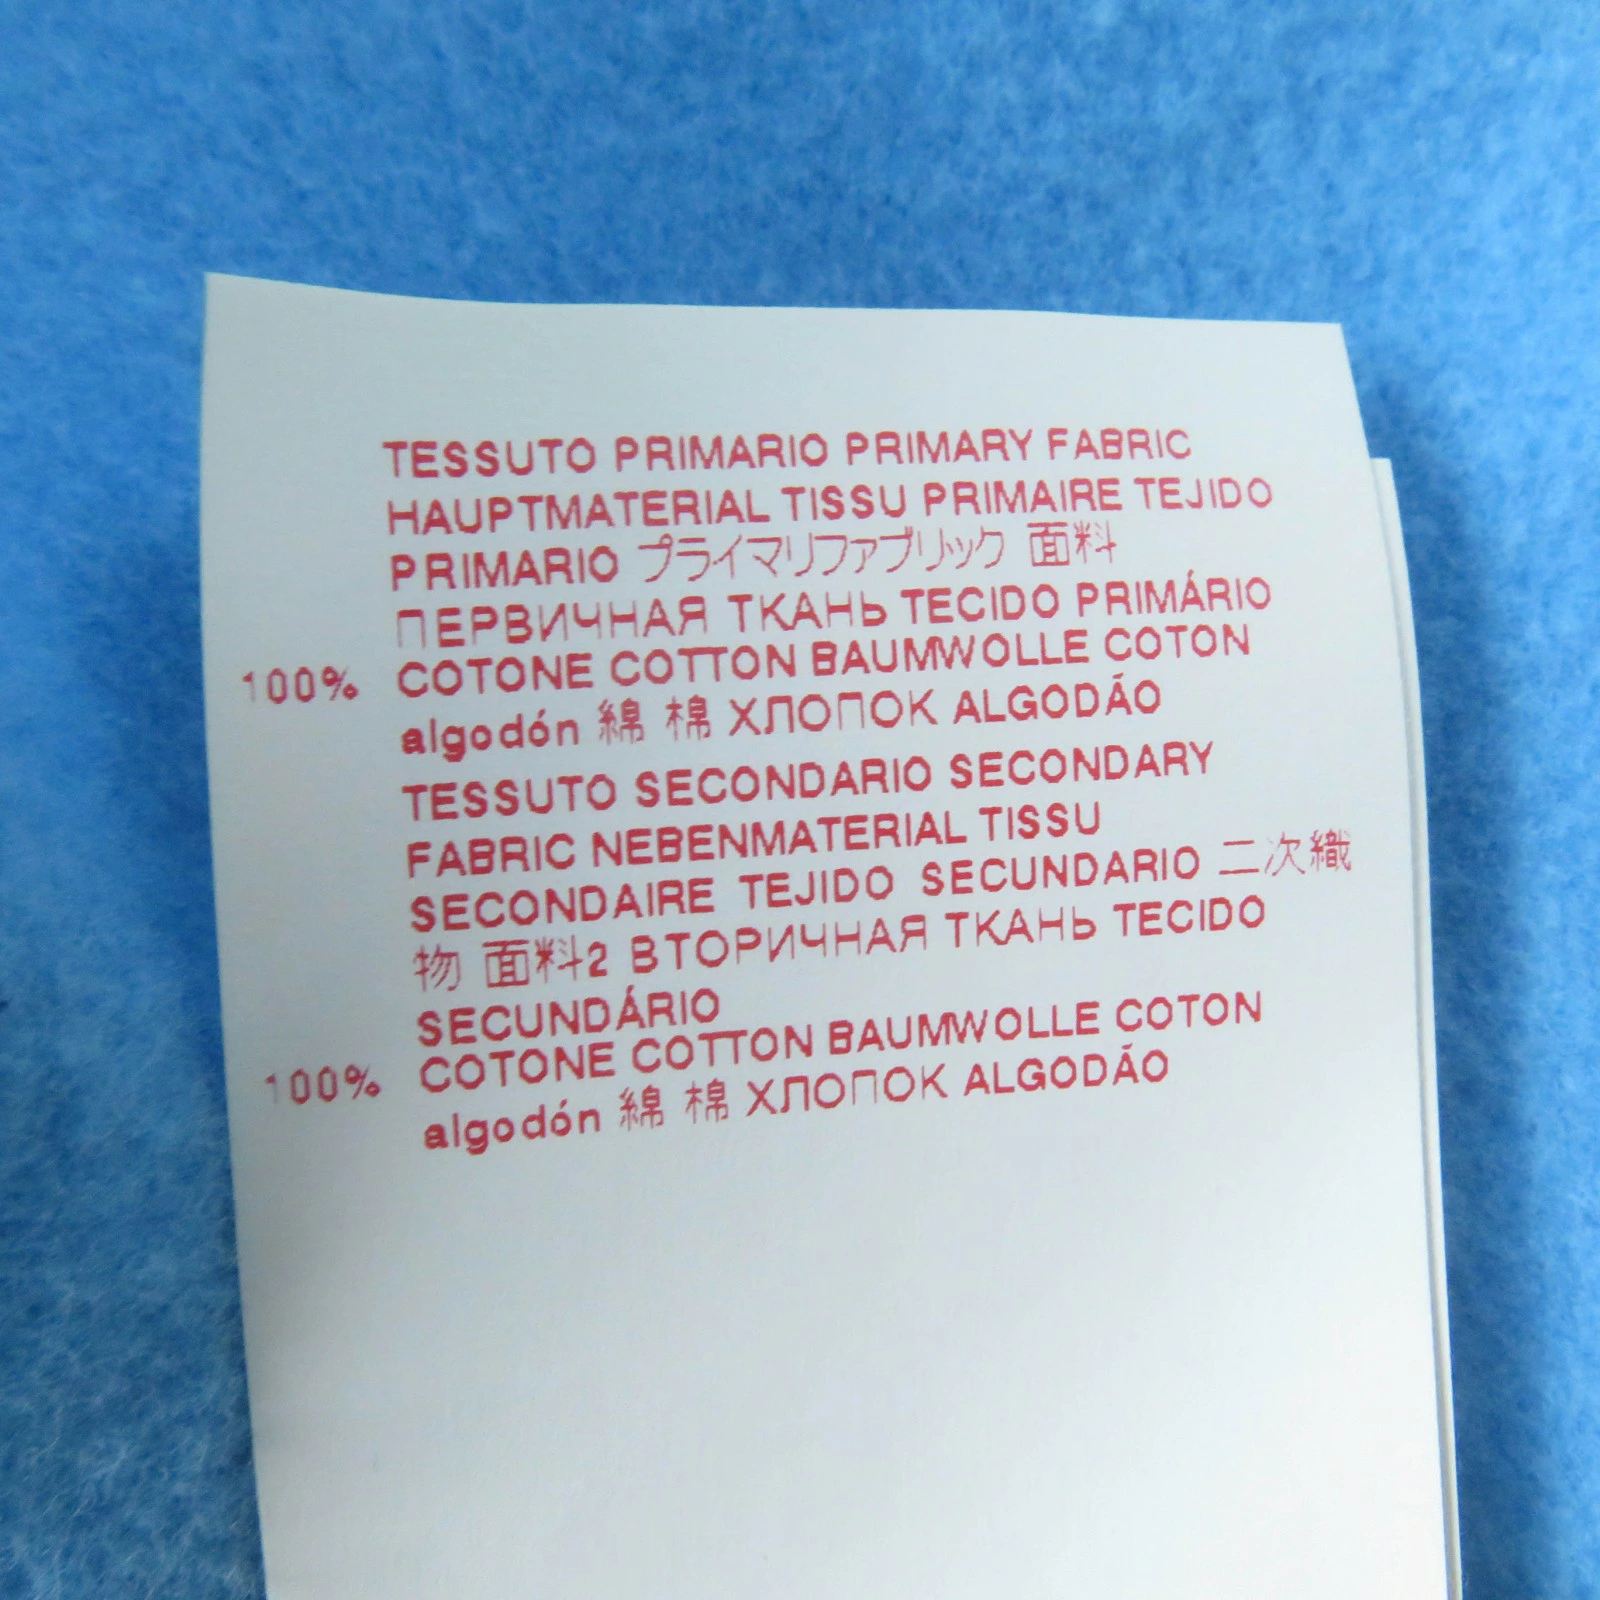 TESSUTO PRIMARIO PRIMARY FABRIC
HAUPTMATERIAL TISSU PRIMAIRE TEJIDO
PRIMARIO プライマリファブリック 面料
ПЕРВИЧНАЯ ТКАНЬ TECIDO PRIMÁRIO
100% COTONE COTTON BAUMWOLLE COTON
algodón 綿 棉 ХЛОПОК ALGODÃO
TESSUTO SECONDARIO SECONDARY
FABRIC NEBENMATERIAL TISSU
SECONDAIRE TEJIDO SECUNDARIO 二次織
物 面料2 ВТОРИЧНАЯ ТКАНЬ TECIDO
SECUNDÁRIO
100% COTONE COTTON BAUMWOLLE COTON
algodón 綿 棉 ХЛОПОК ALGODÃO